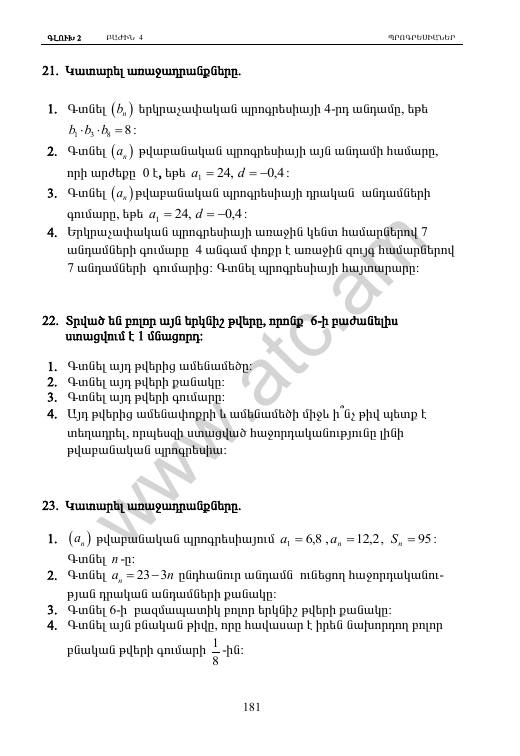 ԳԼՈՒԽ 2 ԲԱԺԻՆ 4 ՊՐՈԳՐԵՍԻԱՆԵՐ
21. Կատարել առաջադրանքները.
1. Գտնել (bₙ) երկրաչափական պրոգրեսիայի 4-րդ անդամը, եթե
b₁ · b₃ · b₈ = 8 :
2. Գտնել (aₙ) թվաբանական պրոգրեսիայի այն անդամի համարը,
որի արժեքը 0 է, եթե a₁ = 24, d = −0,4 :
3. Գտնել (aₙ) թվաբանական պրոգրեսիայի դրական անդամների
գումարը, եթե a₁ = 24, d = −0,4 :
4. Երկրաչափական պրոգրեսիայի առաջին կենտ համարներով 7
անդամների գումարը 4 անգամ փոքր է առաջին զույգ համարներով
7 անդամների գումարից: Գտնել պրոգրեսիայի հայտարարը:
22. Տրված են բոլոր այն երկնիշ թվերը, որոնք 6-ի բաժանելիս
ստացվում է 1 մնացորդ:
1. Գտնել այդ թվերից ամենամեծը:
2. Գտնել այդ թվերի քանակը:
3. Գտնել այդ թվերի գումարը:
4. Այդ թվերից ամենափոքրի և ամենամեծի միջև ի՞նչ թիվ պետք է
տեղադրել, որպեսզի ստացված հաջորդականությունը լինի
թվաբանական պրոգրեսիա:
23. Կատարել առաջադրանքները.
1. (aₙ) թվաբանական պրոգրեսիայում a₁ = 6,8 , aₙ = 12,2 , Sₙ = 95 :
Գտնել n -ը:
2. Գտնել aₙ = 23 − 3n ընդհանուր անդամն ունեցող հաջորդականու-
թյան դրական անդամների քանակը:
3. Գտնել 6-ի բազմապատիկ բոլոր երկնիշ թվերի քանակը:
4. Գտնել այն բնական թիվը, որը հավասար է իրեն նախորդող բոլոր
բնական թվերի գումարի 1/8 -ին:
181
www.atc.am